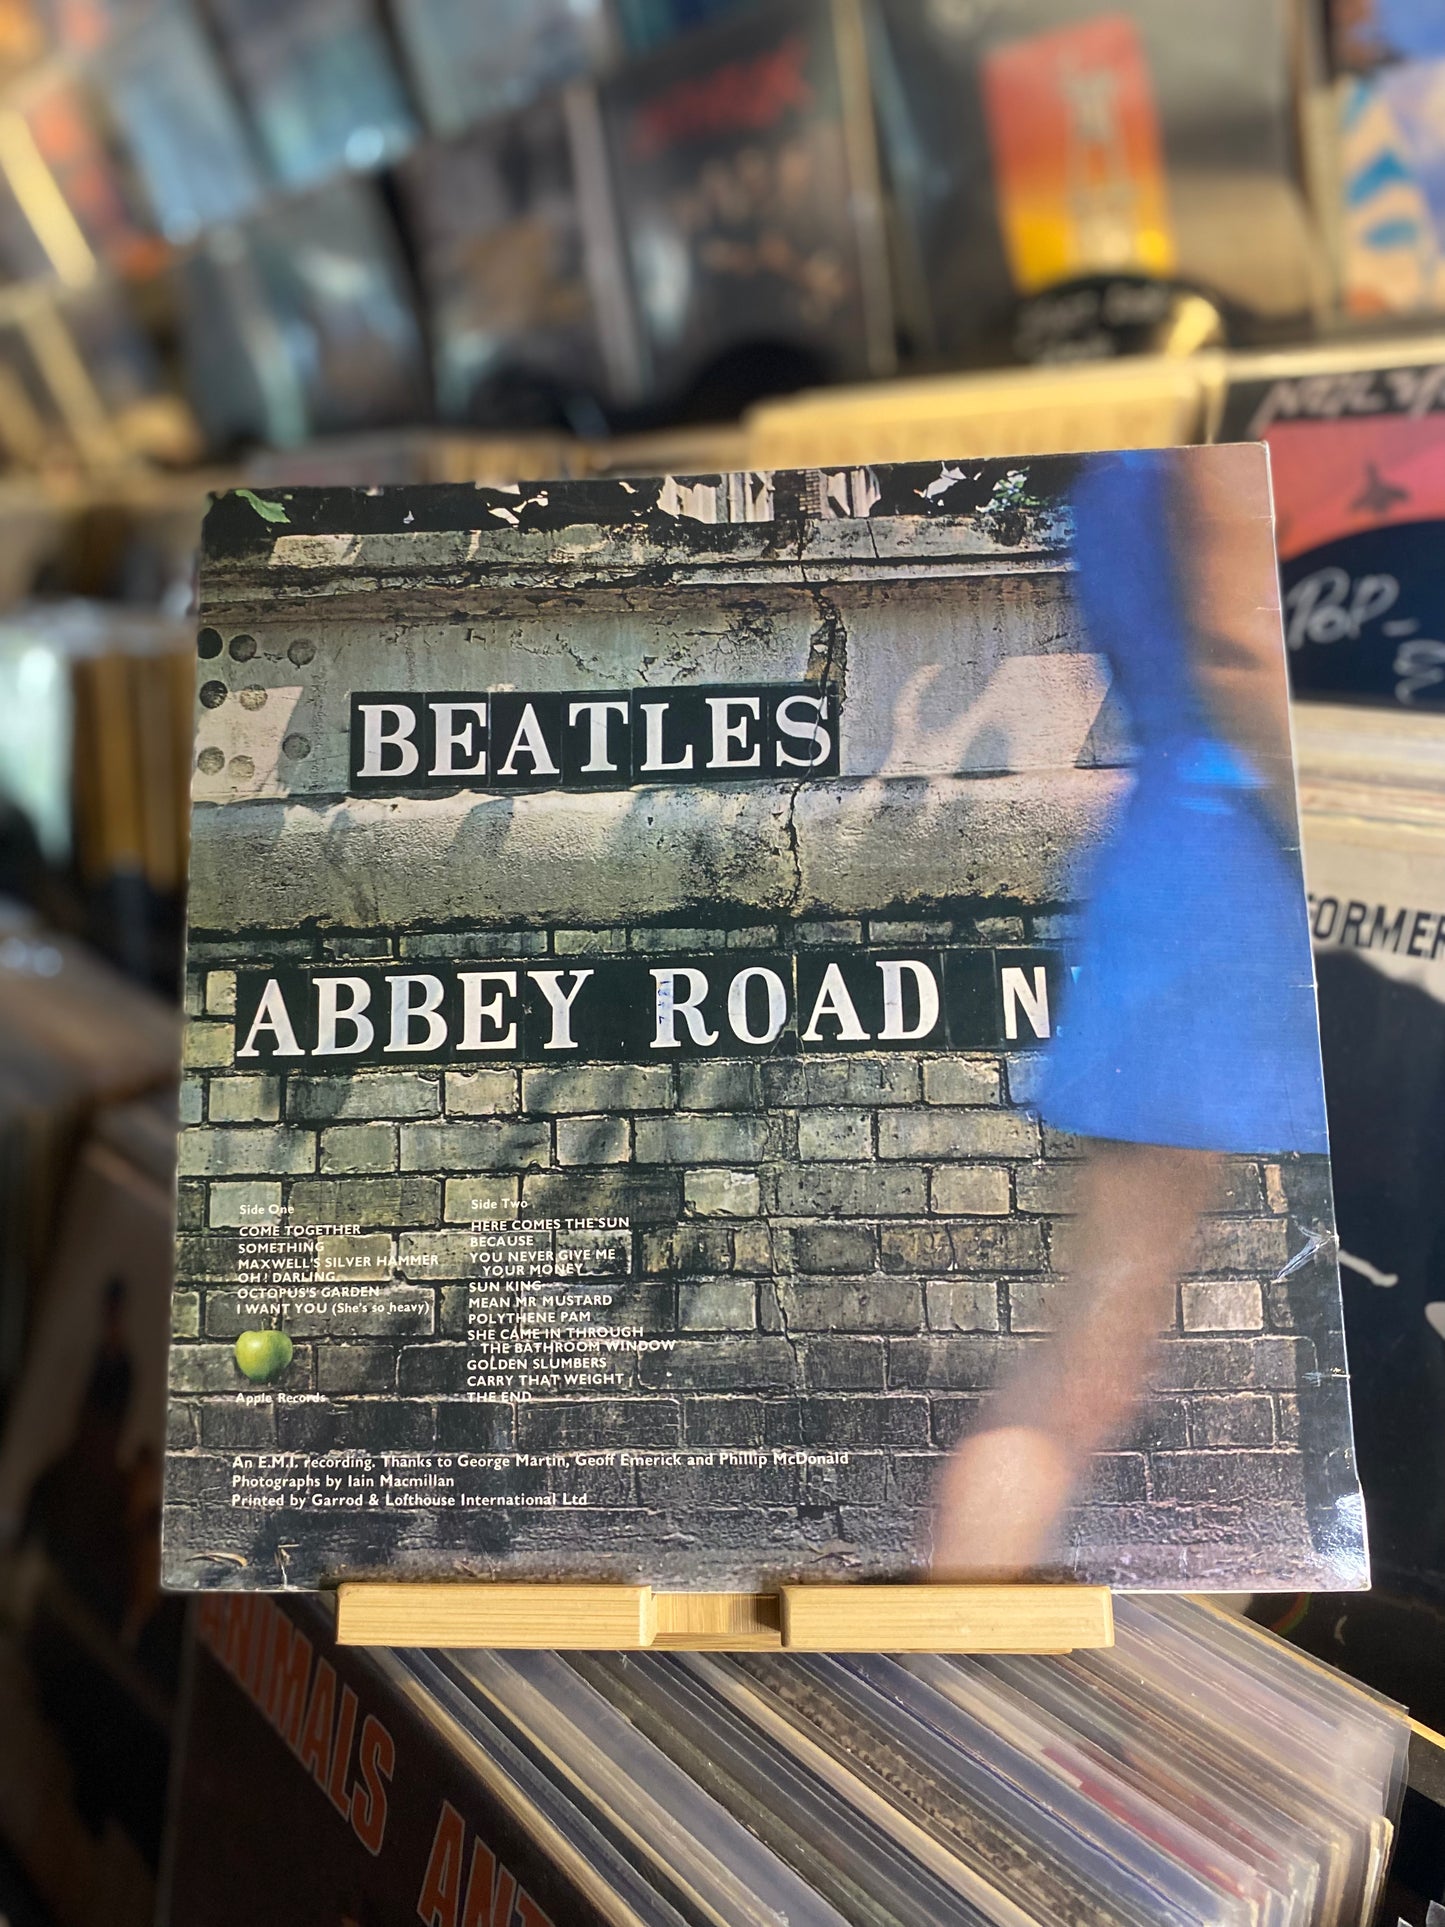 POP-
FORMER
BEATLES
ABBEY ROAD N
Side One
COME TOGETHER
SOMETHING
MAXWELL'S SILVER HAMMER
OH! DARLING
OCTOPUS'S GARDEN
I WANT YOU (She's so heavy)
Apple Records
Side Two
HERE COMES THE SUN
BECAUSE
YOU NEVER GIVE ME
YOUR MONEY
SUN KING
MEAN MR MUSTARD
POLYTHENE PAM
SHE CAME IN THROUGH
THE BATHROOM WINDOW
GOLDEN SLUMBERS
CARRY THAT WEIGHT
THE END
An E.M.I. recording. Thanks to George Martin, Geoff Emerick and Phillip McDonald
Photographs by Iain Macmillan
Printed by Garrod & Lofthouse International Ltd
ANIMALS
ANT